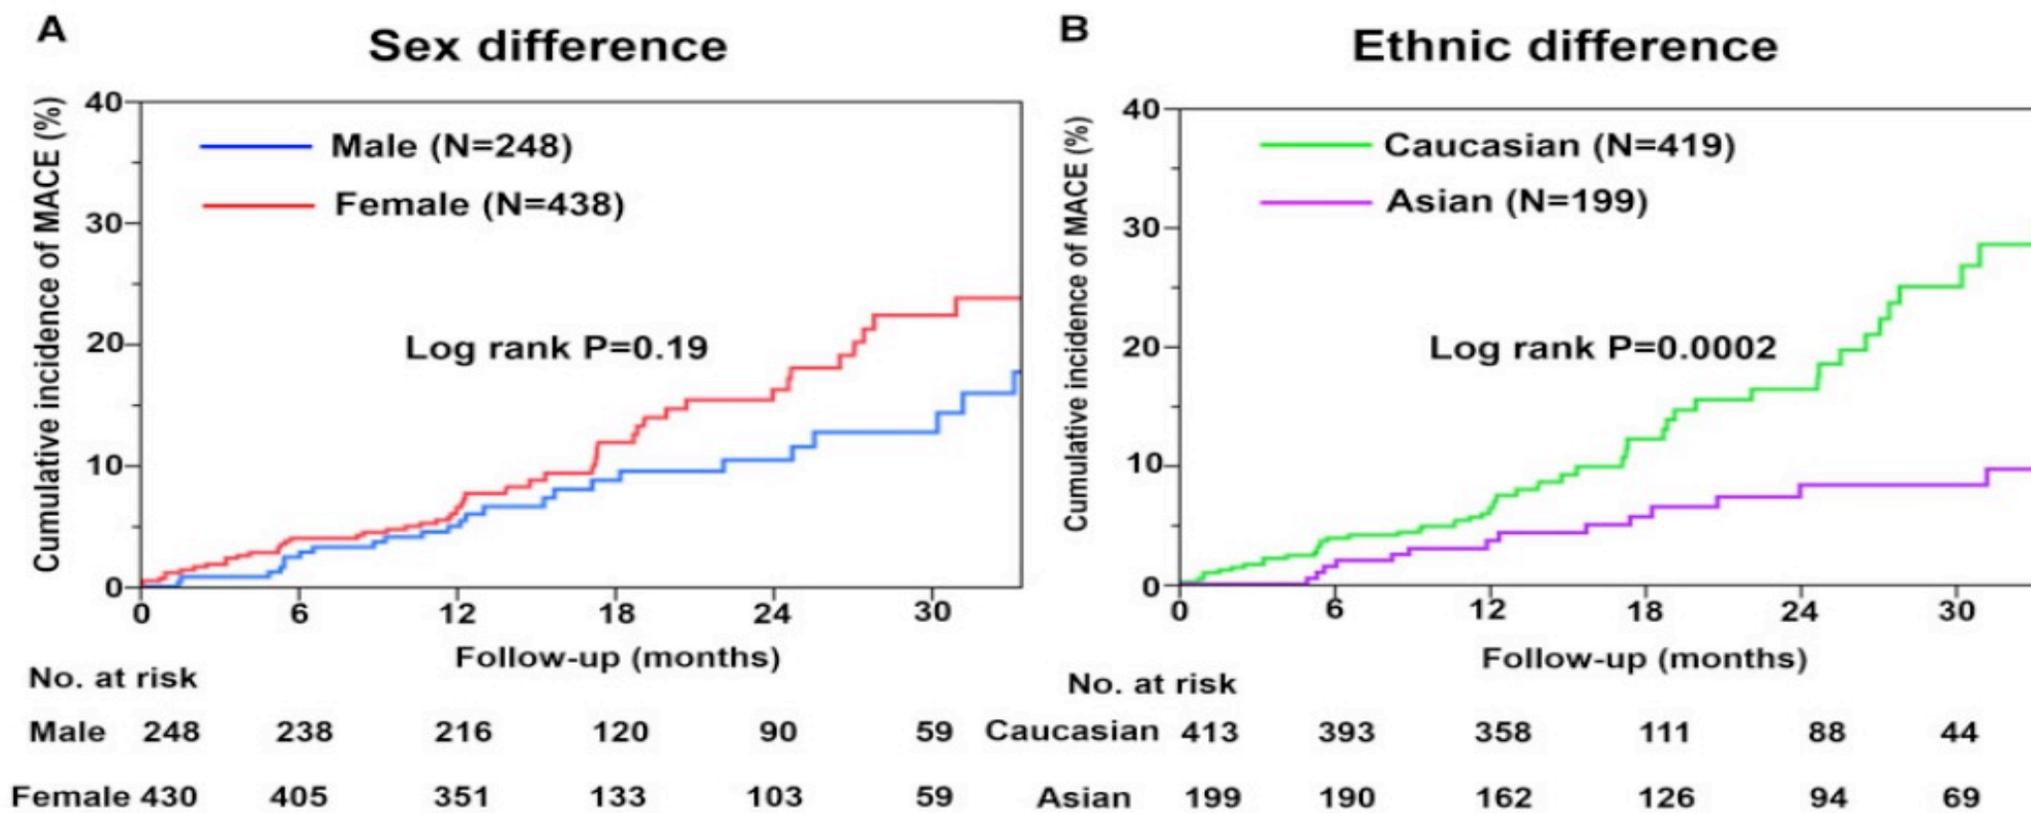 A
Sex difference
Cumulative incidence of MACE (%)
40
30
20
10
0
Male (N=248)
Female (N=438)
Log rank P=0.19
0 6 12 18 24 30
Follow-up (months)
No. at risk
Male 248 238 216 120 90 59
Female 430 405 351 133 103 59
B
Ethnic difference
Cumulative incidence of MACE (%)
40
30
20
10
0
Caucasian (N=419)
Asian (N=199)
Log rank P=0.0002
0 6 12 18 24 30
Follow-up (months)
No. at risk
Caucasian 413 393 358 111 88 44
Asian 199 190 162 126 94 69